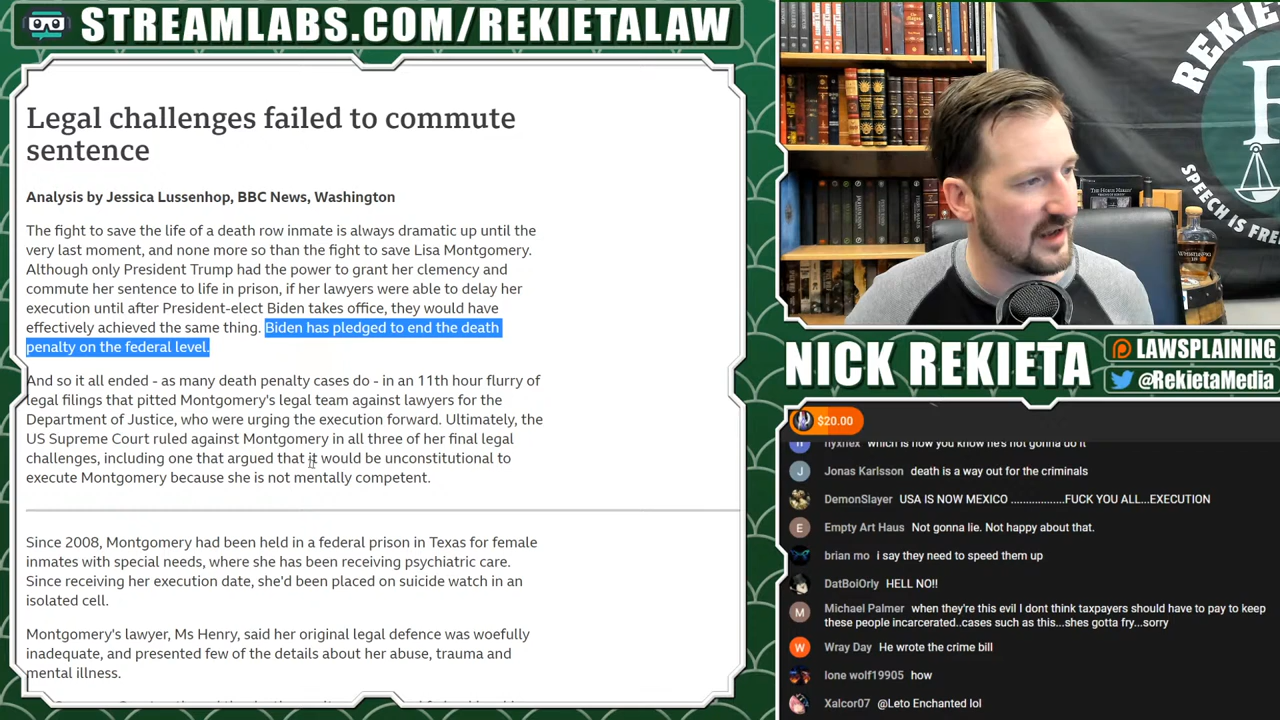 STREAMLABS.COM/REKIETALAW
Legal challenges failed to commute
sentence
Analysis by Jessica Lussenhop, BBC News, Washington
The fight to save the life of a death row inmate is always dramatic up until the
very last moment, and none more so than the fight to save Lisa Montgomery.
Although only President Trump had the power to grant her clemency and
commute her sentence to life in prison, if her lawyers were able to delay her
execution until after President-elect Biden takes office, they would have
effectively achieved the same thing. Biden has pledged to end the death
penalty on the federal level.
And so it all ended - as many death penalty cases do - in an 11th hour flurry of
legal filings that pitted Montgomery's legal team against lawyers for the
Department of Justice, who were urging the execution forward. Ultimately, the
US Supreme Court ruled against Montgomery in all three of her final legal
challenges, including one that argued that it would be unconstitutional to
execute Montgomery because she is not mentally competent.
Since 2008, Montgomery had been held in a federal prison in Texas for female
inmates with special needs, where she has been receiving psychiatric care.
Since receiving her execution date, she'd been placed on suicide watch in an
isolated cell.
Montgomery's lawyer, Ms Henry, said her original legal defence was woefully
inadequate, and presented few of the details about her abuse, trauma and
mental illness.
REKIETA
SPEECH IS FREE
WHISTLEPIG
NICK REKIETA
LAWSPLAINING
@RekietaMedia
$20.00
which is how you know he's not gonna do it
Jonas Karlsson death is a way out for the criminals
DemonSlayer USA IS NOW MEXICO ..................FUCK YOU ALL...EXECUTION
E Empty Art Haus Not gonna lie. Not happy about that.
brian mo i say they need to speed them up
DatBoiOrly HELL NO!!
M Michael Palmer when they're this evil I dont think taxpayers should have to pay to keep
these people incarcerated..cases such as this...shes gotta fry...sorry
W Wray Day He wrote the crime bill
lone wolf19905 how
Xalcor07 @Leto Enchanted lol